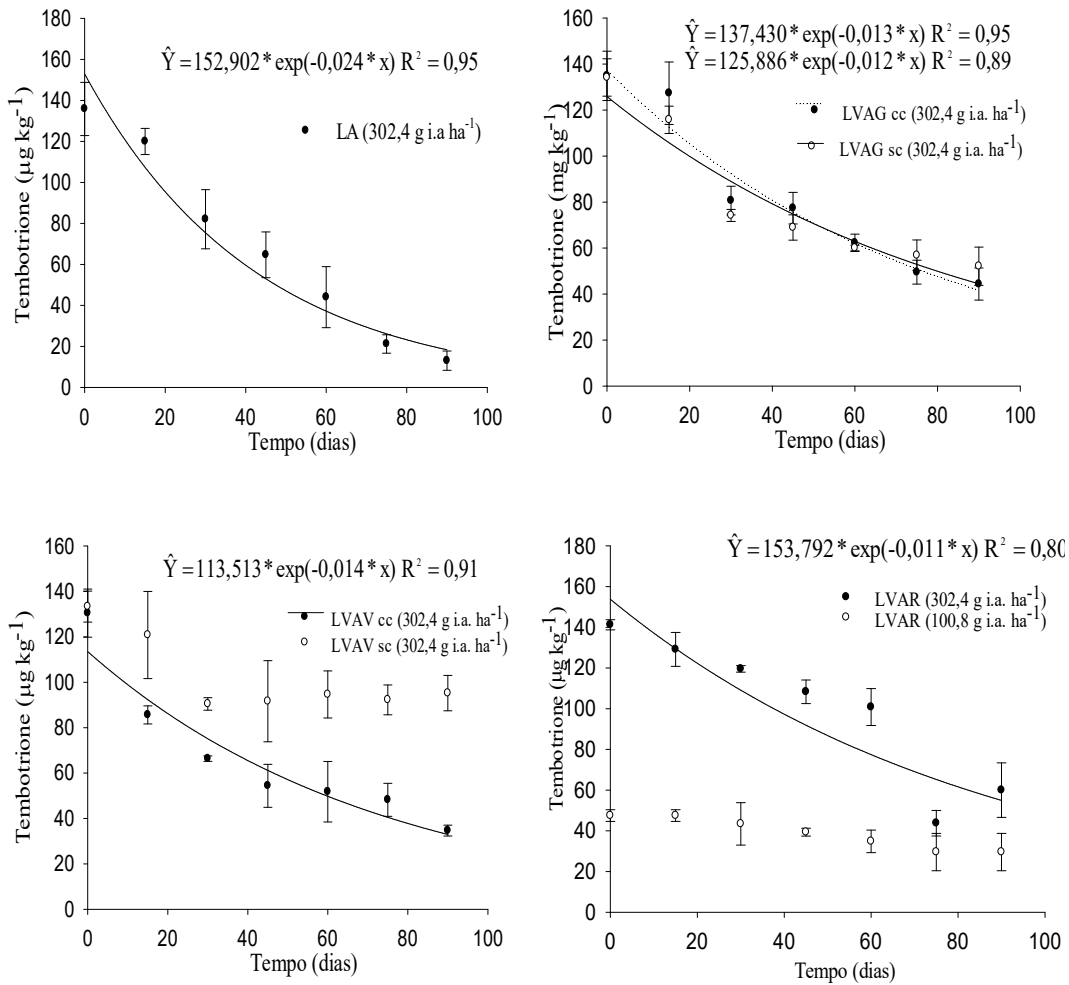 180
160
140
120
100
80
60
40
20
0
Tembotrione (µg kg⁻¹)
Ŷ = 152,902* exp(-0,024* x) R² = 0,95
LA (302,4 g i.a ha⁻¹)
0 20 40 60 80 100
Tempo (dias)
160
140
120
100
80
60
40
20
0
Tembotrione (mg kg⁻¹)
Ŷ = 137,430* exp(-0,013* x) R² = 0,95
Ŷ = 125,886* exp(-0,012* x) R² = 0,89
LVAG cc (302,4 g i.a. ha⁻¹)
LVAG sc (302,4 g i.a. ha⁻¹)
0 20 40 60 80 100
Tempo (dias)
160
140
120
100
80
60
40
20
0
Tembotrione (µg kg⁻¹)
Ŷ = 113,513* exp(-0,014* x) R² = 0,91
LVAV cc (302,4 g i.a. ha⁻¹)
LVAV sc (302,4 g i.a. ha⁻¹)
0 20 40 60 80 100
Tempo (dias)
180
160
140
120
100
80
60
40
20
0
Tembotrione (µg kg⁻¹)
Ŷ = 153,792* exp(-0,011* x) R² = 0,80
LVAR (302,4 g i.a. ha⁻¹)
LVAR (100,8 g i.a. ha⁻¹)
0 20 40 60 80 100
Tempo (dias)